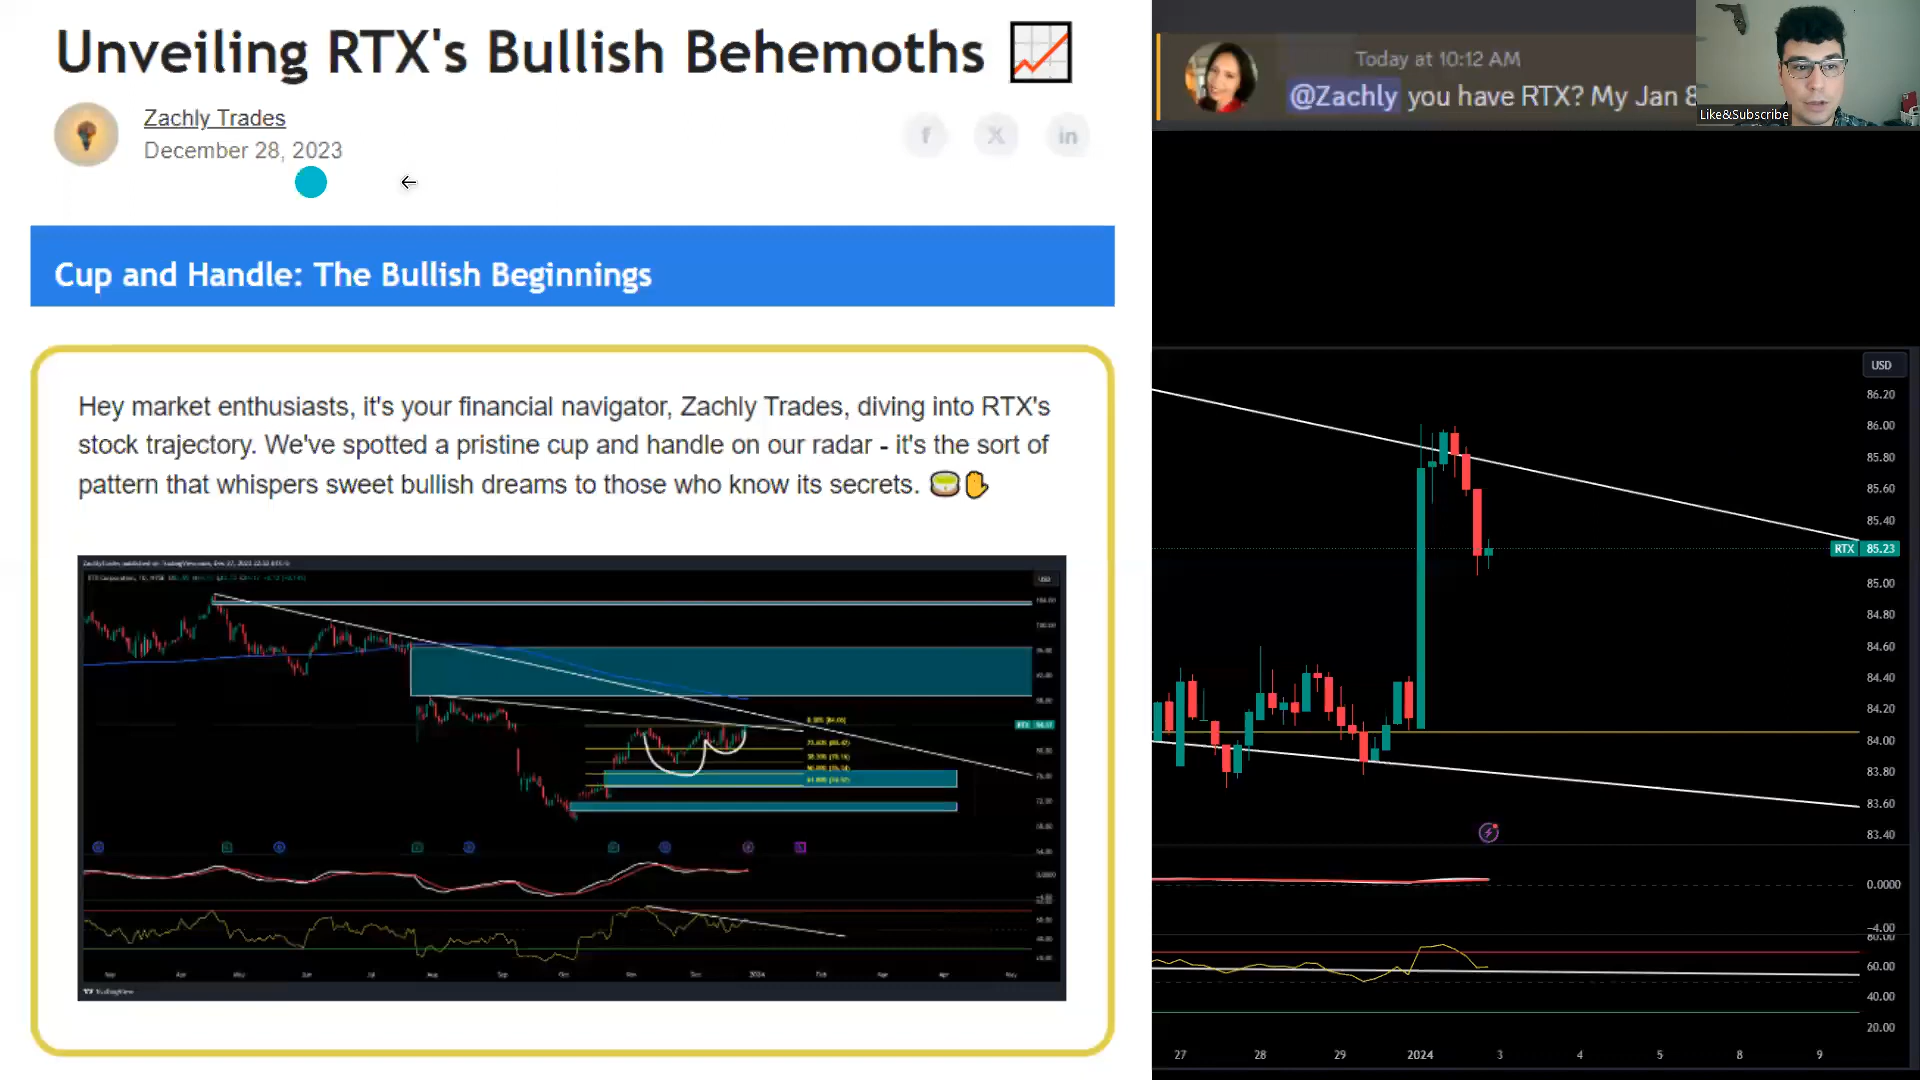 Unveiling RTX's Bullish Behemoths
Zachly Trades
December 28, 2023
Cup and Handle: The Bullish Beginnings
Hey market enthusiasts, it's your financial navigator, Zachly Trades, diving into RTX's
stock trajectory. We've spotted a pristine cup and handle on our radar - it's the sort of
pattern that whispers sweet bullish dreams to those who know its secrets.
TradingView
Today at 10:12 AM
@Zachly you have RTX? My Jan 8
Like&Subscribe
USD
86.20
86.00
85.80
85.60
85.40
RTX 85.23
85.00
84.80
84.60
84.40
84.20
84.00
83.80
83.60
83.40
0.0000
−4.00
80.00
60.00
40.00
20.00
27 28 29 2024 3 4 5 8 9